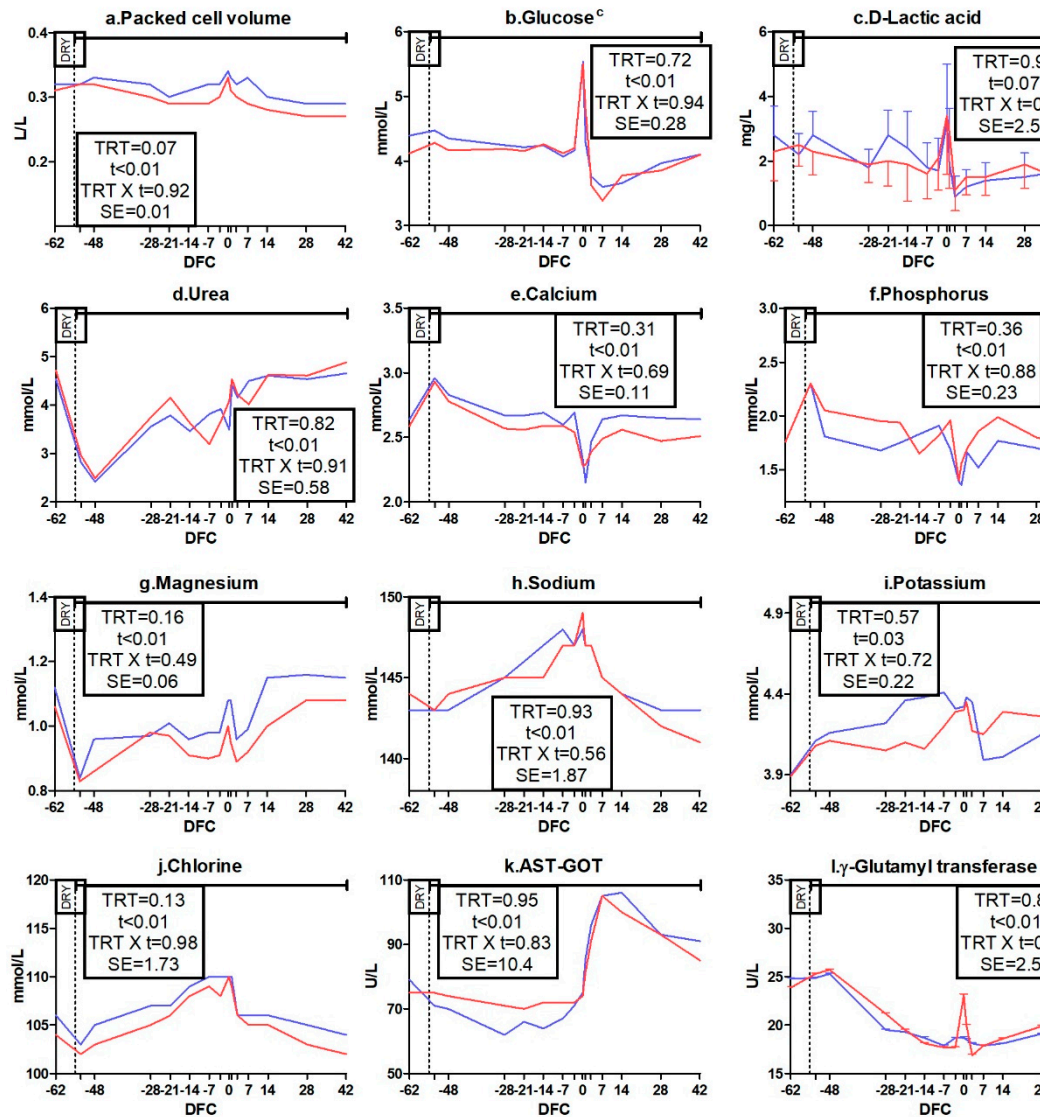 a.Packed cell volume
0.4
0.3
0.2
L/L
DRY
TRT=0.07
t<0.01
TRT X t=0.92
SE=0.01
-62 -48 -28-21-14 -7 0 7 14 28 42
DFC
b.Glucose c
6
5
4
3
mmol/L
DRY
TRT=0.72
t<0.01
TRT X t=0.94
SE=0.28
-62 -48 -28-21-14 -7 0 7 14 28 42
DFC
c.D-Lactic acid
6
4
2
0
mg/L
DRY
TRT=0.9
t=0.07
TRT X t=0.
SE=2.5
-62 -48 -28-21-14 -7 0 7 14 28
DFC
d.Urea
6
5
4
3
2
mmol/L
DRY
TRT=0.82
t<0.01
TRT X t=0.91
SE=0.58
-62 -48 -28-21-14 -7 0 7 14 28 42
DFC
e.Calcium
3.5
3.0
2.5
2.0
mmol/L
DRY
TRT=0.31
t<0.01
TRT X t=0.69
SE=0.11
-62 -48 -28-21-14 -7 0 7 14 28 42
DFC
f.Phosphorus
3.0
2.5
2.0
1.5
mmol/L
DRY
TRT=0.36
t<0.01
TRT X t=0.88
SE=0.23
-62 -48 -28-21-14 -7 0 7 14 28
DFC
g.Magnesium
1.4
1.2
1.0
0.8
mmol/L
DRY
TRT=0.16
t<0.01
TRT X t=0.49
SE=0.06
-62 -48 -28-21-14 -7 0 7 14 28 42
DFC
h.Sodium
150
145
140
mmol/L
DRY
TRT=0.93
t<0.01
TRT X t=0.56
SE=1.87
-62 -48 -28-21-14 -7 0 7 14 28 42
DFC
i.Potassium
4.9
4.4
3.9
mmol/L
DRY
TRT=0.57
t=0.03
TRT X t=0.72
SE=0.22
-62 -48 -28-21-14 -7 0 7 14 28
DFC
j.Chlorine
120
115
110
105
100
mmol/L
DRY
TRT=0.13
t<0.01
TRT X t=0.98
SE=1.73
-62 -48 -28-21-14 -7 0 7 14 28 42
DFC
k.AST-GOT
110
90
70
50
U/L
DRY
TRT=0.95
t<0.01
TRT X t=0.83
SE=10.4
-62 -48 -28-21-14 -7 0 7 14 28 42
DFC
l.γ-Glutamyl transferase
35
30
25
20
15
U/L
DRY
TRT=0.8
t<0.01
TRT X t=0.
SE=2.5
-62 -48 -28-21-14 -7 0 7 14 28
DFC